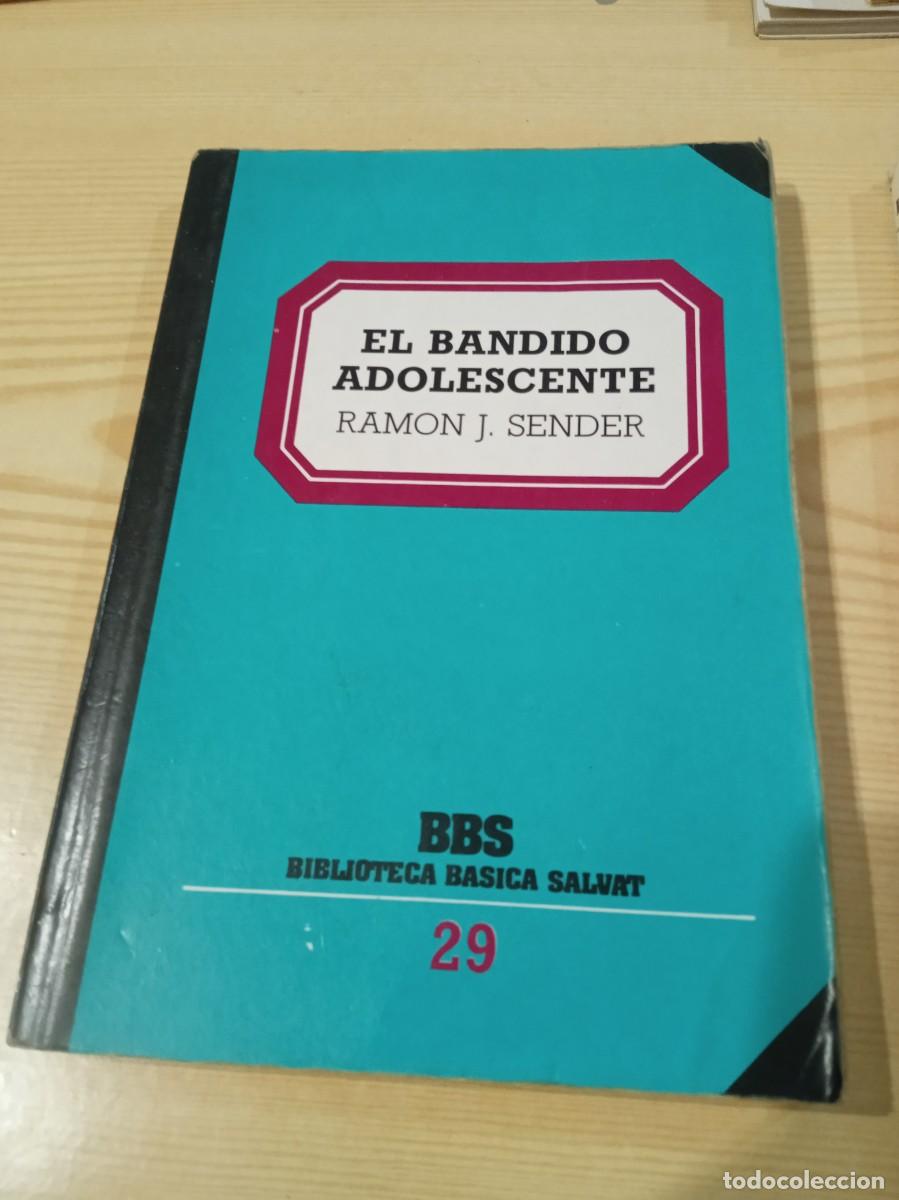 EL BANDIDO
ADOLESCENTE
RAMON J. SENDER
BBS
BIBLIOTECA BASICA SALVAT
29
todocoleccion